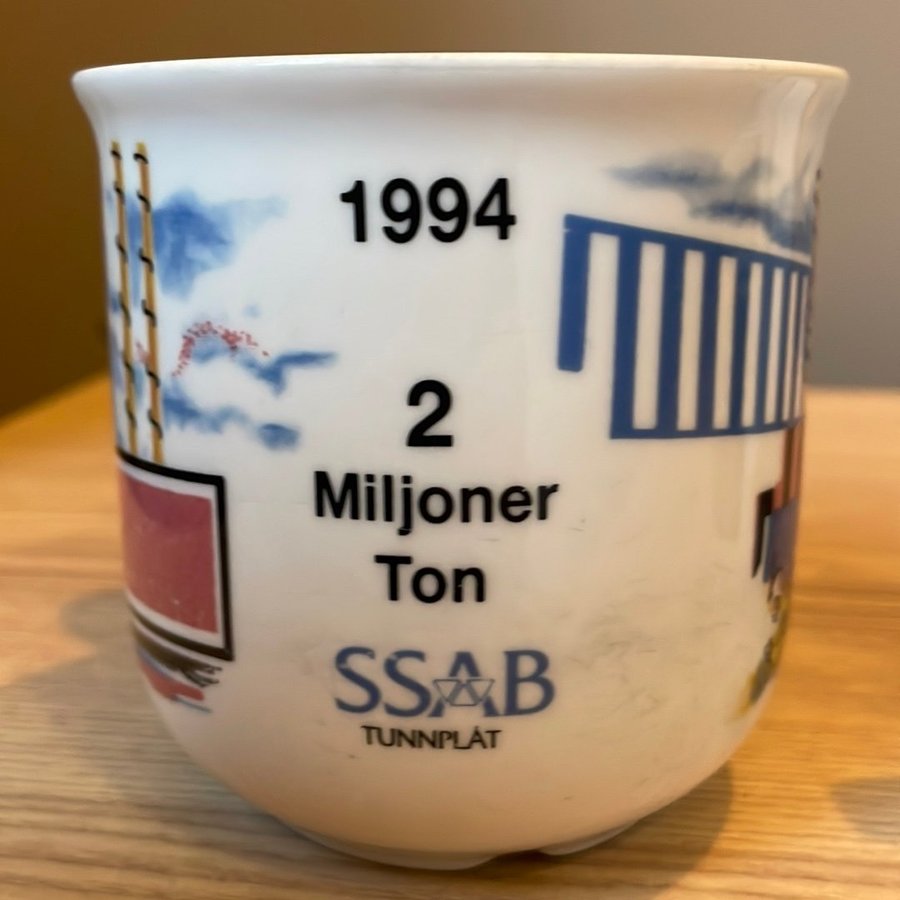 1994
2
Miljoner
Ton
SSAB
TUNNPLÅT